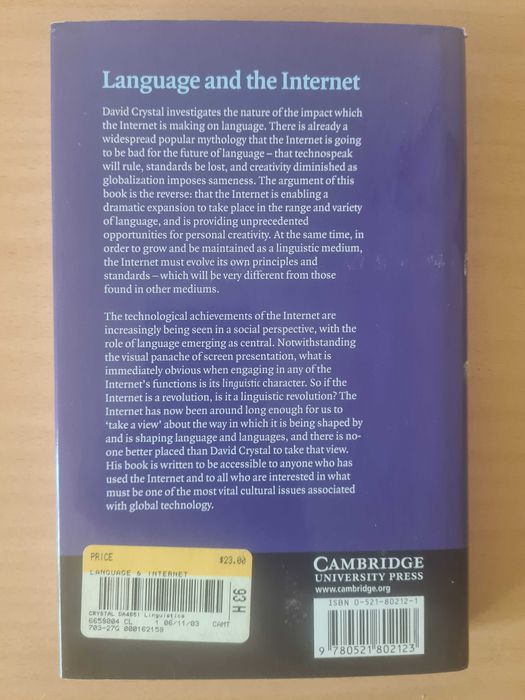 Language and the Internet
David Crystal investigates the nature of the impact which
the Internet is making on language. There is already a
widespread popular mythology that the Internet is going
to be bad for the future of language – that technospeak
will rule, standards be lost, and creativity diminished as
globalization imposes sameness. The argument of this
book is the reverse: that the Internet is enabling a
dramatic expansion to take place in the range and variety
of language, and is providing unprecedented
opportunities for personal creativity. At the same time, in
order to grow and be maintained as a linguistic medium,
the Internet must evolve its own principles and
standards – which will be very different from those
found in other mediums.
The technological achievements of the Internet are
increasingly being seen in a social perspective, with the
role of language emerging as central. Notwithstanding
the visual panache of screen presentation, what is
immediately obvious when engaging in any of the
Internet's functions is its linguistic character. So if the
Internet is a revolution, is it a linguistic revolution? The
Internet has now been around long enough for us to
'take a view' about the way in which it is being shaped by
and is shaping language and languages, and there is no-
one better placed than David Crystal to take that view.
His book is written to be accessible to anyone who has
used the Internet and to all who are interested in what
must be one of the most vital cultural issues associated
with global technology.
PRICE $23.00
LANGUAGE & INTERNET
93 H
CRYSTAL DA4651 Linguistics
6658004 CL 1 06/11/03 CAMT
703-27G 000162159
CAMBRIDGE
UNIVERSITY PRESS
www.cambridge.org
ISBN 0-521-80212-1
9 780521 802123